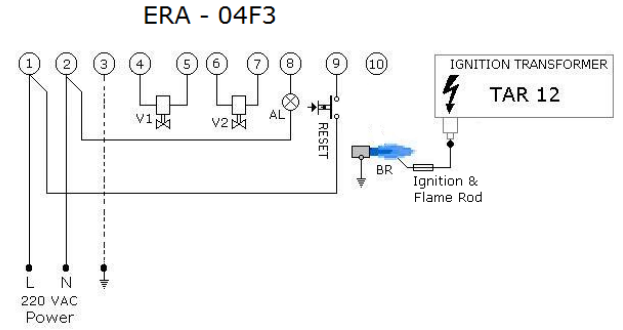 ERA - 04F3
1 2 3 4 5 6 7 8 9 10
IGNITION TRANSFORMER
TAR 12
V1
V2
AL
RESET
BR
Ignition &
Flame Rod
L N
220 VAC
Power